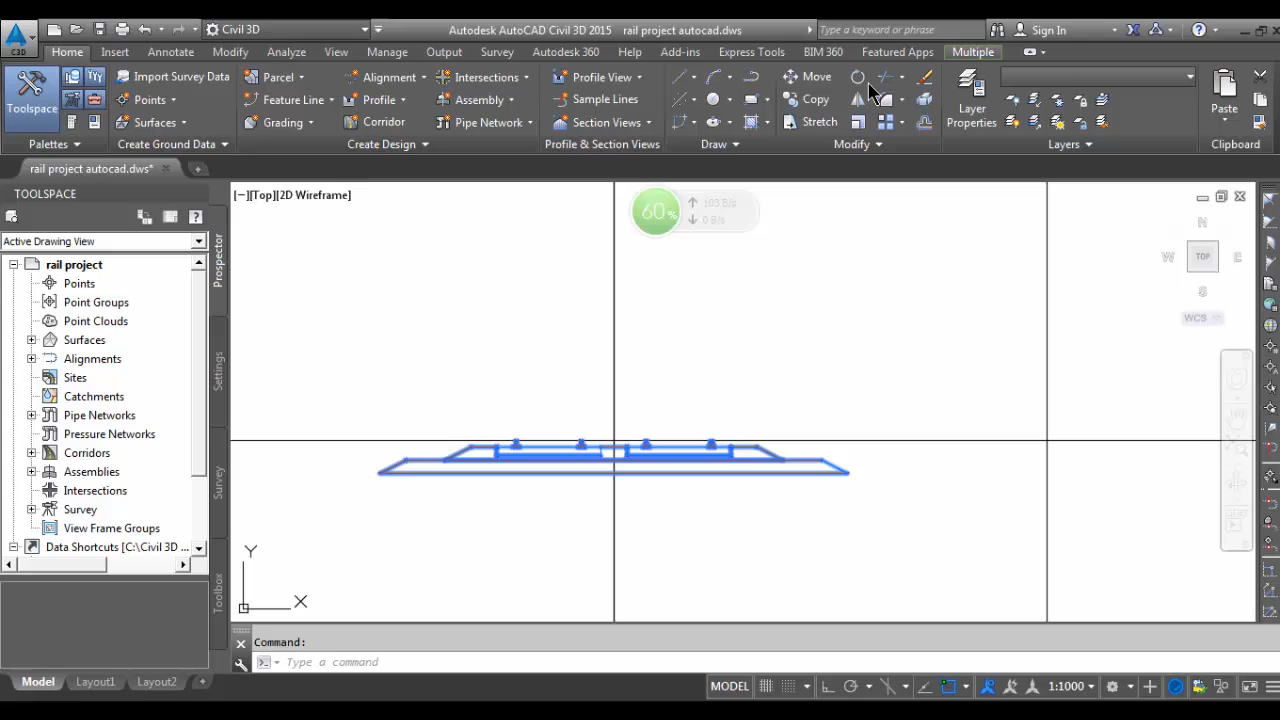 Civil 3D
Autodesk AutoCAD Civil 3D 2015 rail project autocad.dws
Type a keyword or phrase
Sign In
C3D
Home Insert Annotate Modify Analyze View Manage Output Survey Autodesk 360 Help Add-ins Express Tools BIM 360 Featured Apps Multiple
Toolspace
Import Survey Data
Points
Surfaces
Parcel
Feature Line
Grading
Alignment
Profile
Corridor
Intersections
Assembly
Pipe Network
Profile View
Sample Lines
Section Views
Move
Copy
Stretch
Layer
Properties
Paste
Palettes Create Ground Data Create Design Profile & Section Views Draw Modify Layers Clipboard
rail project autocad.dws*
TOOLSPACE
Active Drawing View
rail project
Points
Point Groups
Point Clouds
Surfaces
Alignments
Sites
Catchments
Pipe Networks
Pressure Networks
Corridors
Assemblies
Intersections
Survey
View Frame Groups
Data Shortcuts [C:\Civil 3D ...
Prospector
Settings
Survey
Toolbox
[−][Top][2D Wireframe]
60%
103 B/s
0 B/s
N
W TOP E
S
WCS
Y
X
Command:
Type a command
Model Layout1 Layout2
MODEL
1:1000